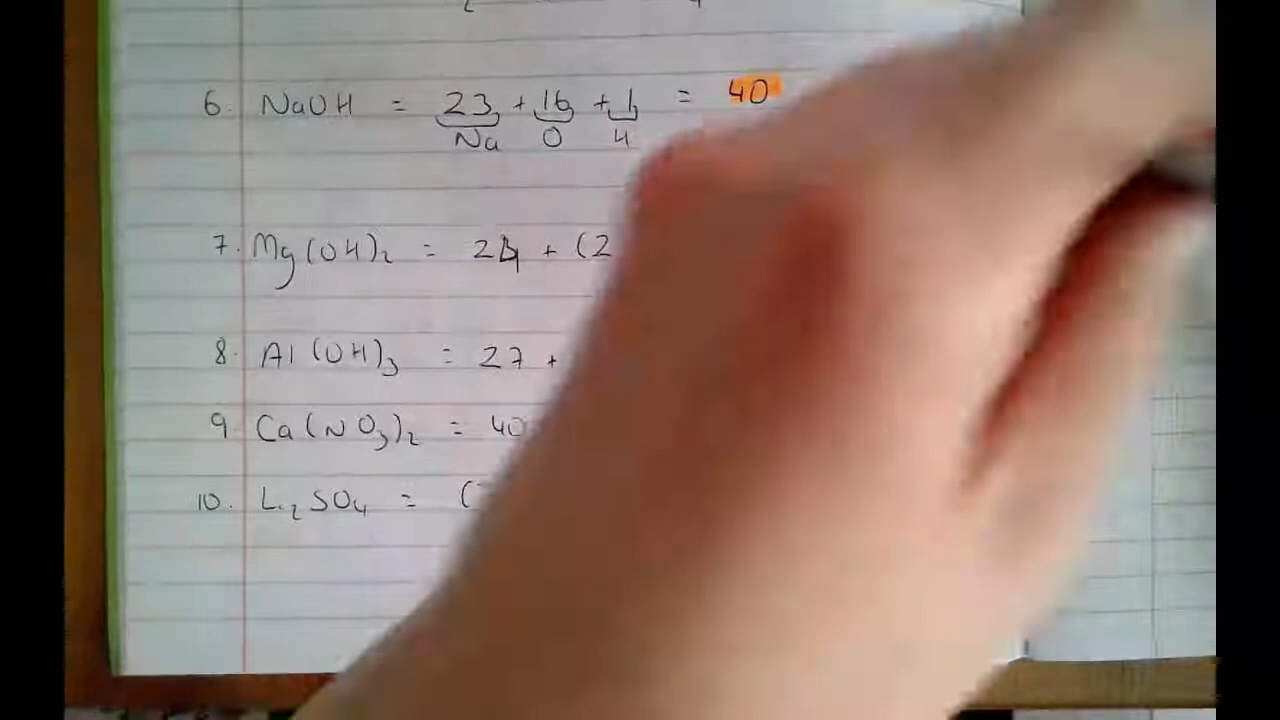 6. NaOH = 23 + 16 + 1 = 40
Na O H
7. Mg(OH)₂ = 24 + (2
8. Al(OH)₃ = 27 +
9 Ca(NO₃)₂ = 40
10. Li₂SO₄ = (